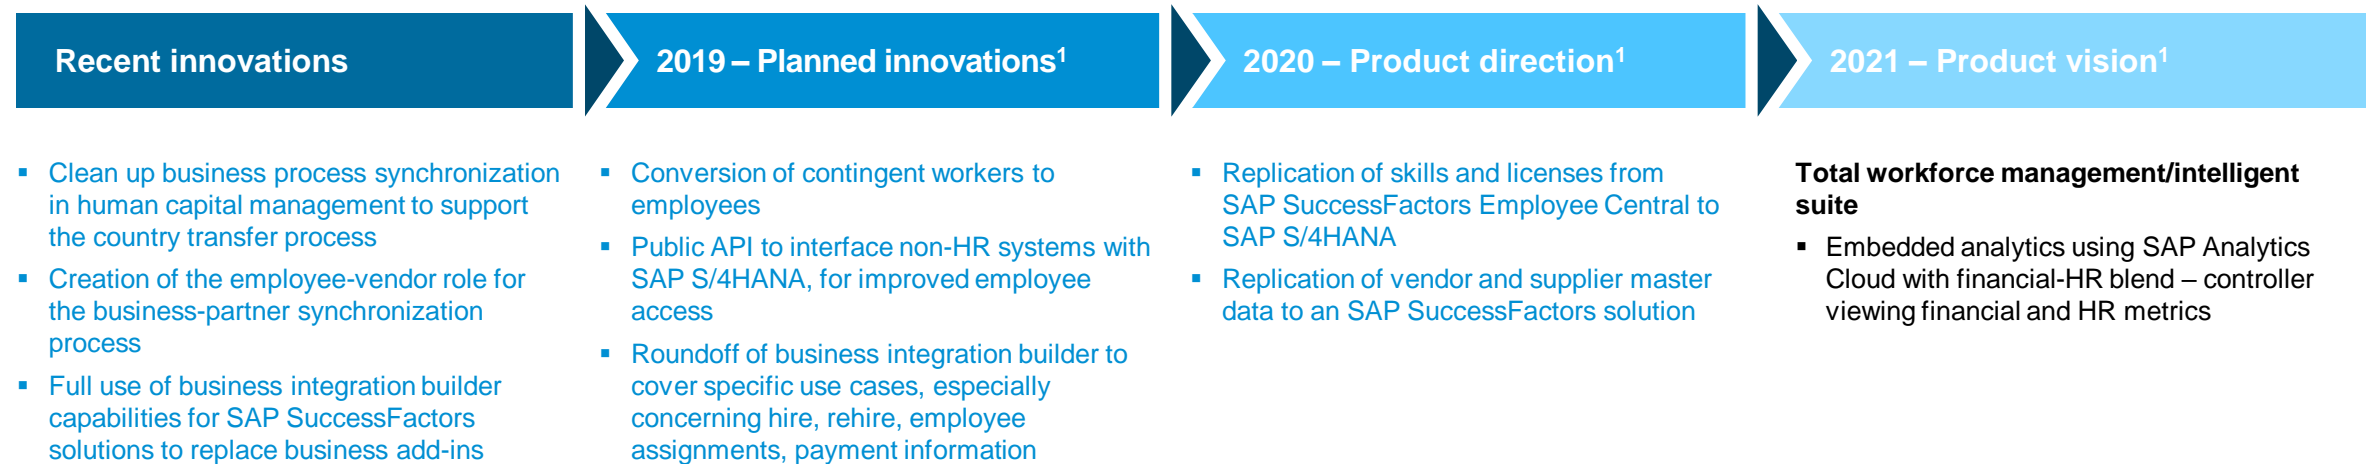 Recent innovations
2019 – Planned innovations¹
2020 – Product direction¹
2021 – Product vision¹
▪ Clean up business process synchronization
in human capital management to support
the country transfer process
▪ Creation of the employee-vendor role for
the business-partner synchronization
process
▪ Full use of business integration builder
capabilities for SAP SuccessFactors
solutions to replace business add-ins
▪ Conversion of contingent workers to
employees
▪ Public API to interface non-HR systems with
SAP S/4HANA, for improved employee
access
▪ Roundoff of business integration builder to
cover specific use cases, especially
concerning hire, rehire, employee
assignments, payment information
▪ Replication of skills and licenses from
SAP SuccessFactors Employee Central to
SAP S/4HANA
▪ Replication of vendor and supplier master
data to an SAP SuccessFactors solution
Total workforce management/intelligent
suite
▪ Embedded analytics using SAP Analytics
Cloud with financial-HR blend – controller
viewing financial and HR metrics